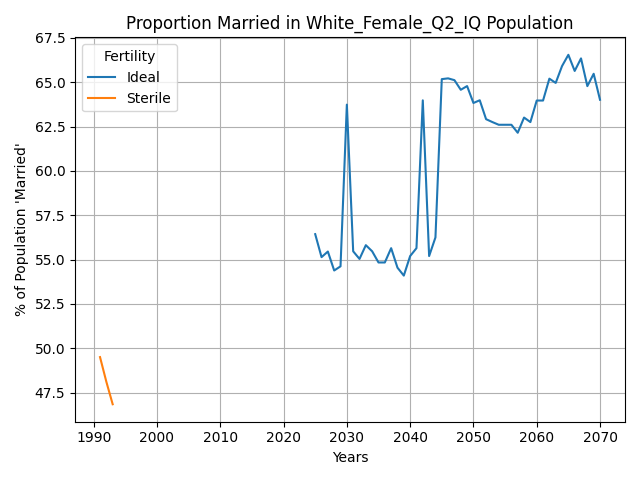 Proportion Married in White_Female_Q2_IQ Population
Fertility
Ideal
Sterile
% of Population 'Married'
67.5
65.0
62.5
60.0
57.5
55.0
52.5
50.0
47.5
1990 2000 2010 2020 2030 2040 2050 2060 2070
Years